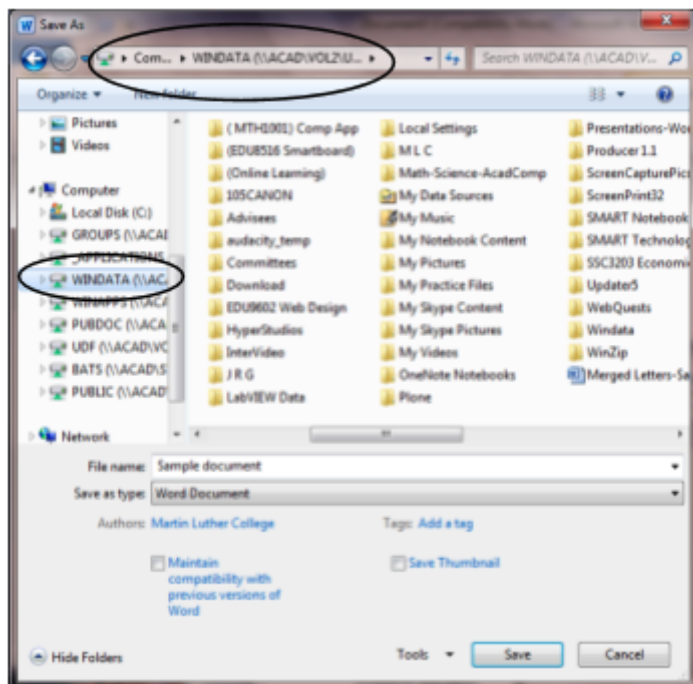 Save As
Com... WINDATA (\\ACAD\VOL2\U...
Search WINDATA (\\ACAD\V...
Organize New folder
Pictures
Videos
Computer
Local Disk (C:)
GROUPS (\\ACAD
_APPLICATIONS
WINDATA (\\AC
WINAPPS (\\ACA
PUBDOC (\\ACA
UDF (\\ACAD\VC
BATS (\\ACAD\S
PUBLIC (\\ACAD
Network
( MTH1001) Comp App
(EDU8516 Smartboard)
(Online Learning)
105CANON
Advisees
audacity_temp
Committees
Download
EDU9602 Web Design
HyperStudios
InterVideo
J R G
LabVIEW Data
Local Settings
M L C
Math-Science-AcadComp
My Data Sources
My Music
My Notebook Content
My Pictures
My Practice Files
My Skype Content
My Skype Pictures
My Videos
OneNote Notebooks
Plone
Presentations-Wo
Producer 1.1
ScreenCapturePics
ScreenPrint32
SMART Notebook
SMART Technolog
SSC3203 Economi
Updater5
WebQuests
Windata
WinZip
Merged Letters-Sa
File name: Sample document
Save as type: Word Document
Authors: Martin Luther College
Tags: Add a tag
Maintain
compatibility with
previous versions of
Word
Save Thumbnail
Hide Folders
Tools Save Cancel